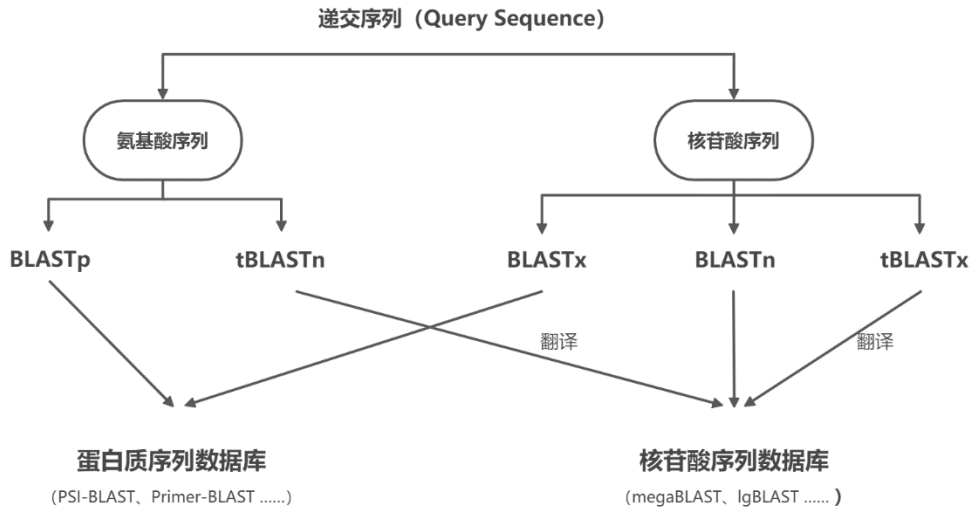 递交序列（Query Sequence）
氨基酸序列
核苷酸序列
BLASTp
tBLASTn
BLASTx
BLASTn
tBLASTx
翻译
翻译
蛋白质序列数据库
核苷酸序列数据库
（PSI-BLAST、Primer-BLAST ......）
（megaBLAST、lgBLAST ...... ）